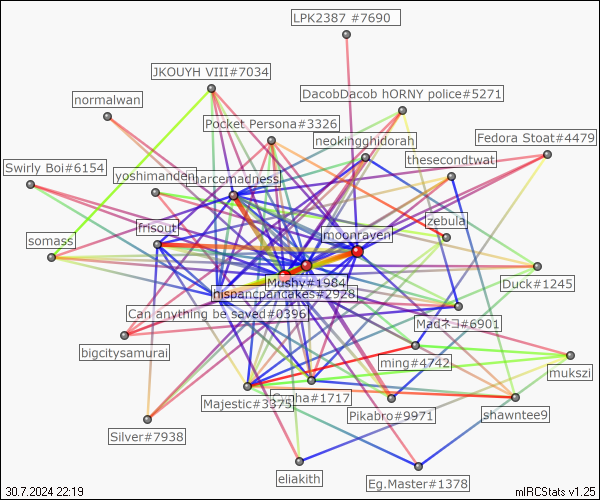 LPK2387 #7690
JKOUYH VIII#7034
normalwan
DacobDacob hORNY police#5271
Pocket Persona#3326
neokingghidorah
Fedora Stoat#4479
thesecondtwat
Swirly Boi#6154
yoshimanden
marcemadness
frisout
zebula
moonraven
somass
Mushy#1984
Duck#1245
hispancpancakes#2928
Can anything be saved#0396
Madネコ#6901
bigcitysamurai
ming#4742
mukszi
Majestic#3375
#1717
Pikabro#9971
shawntee9
Silver#7938
eliakith
Eg.Master#1378
30.7.2024 22:19
mIRCStats v1.25